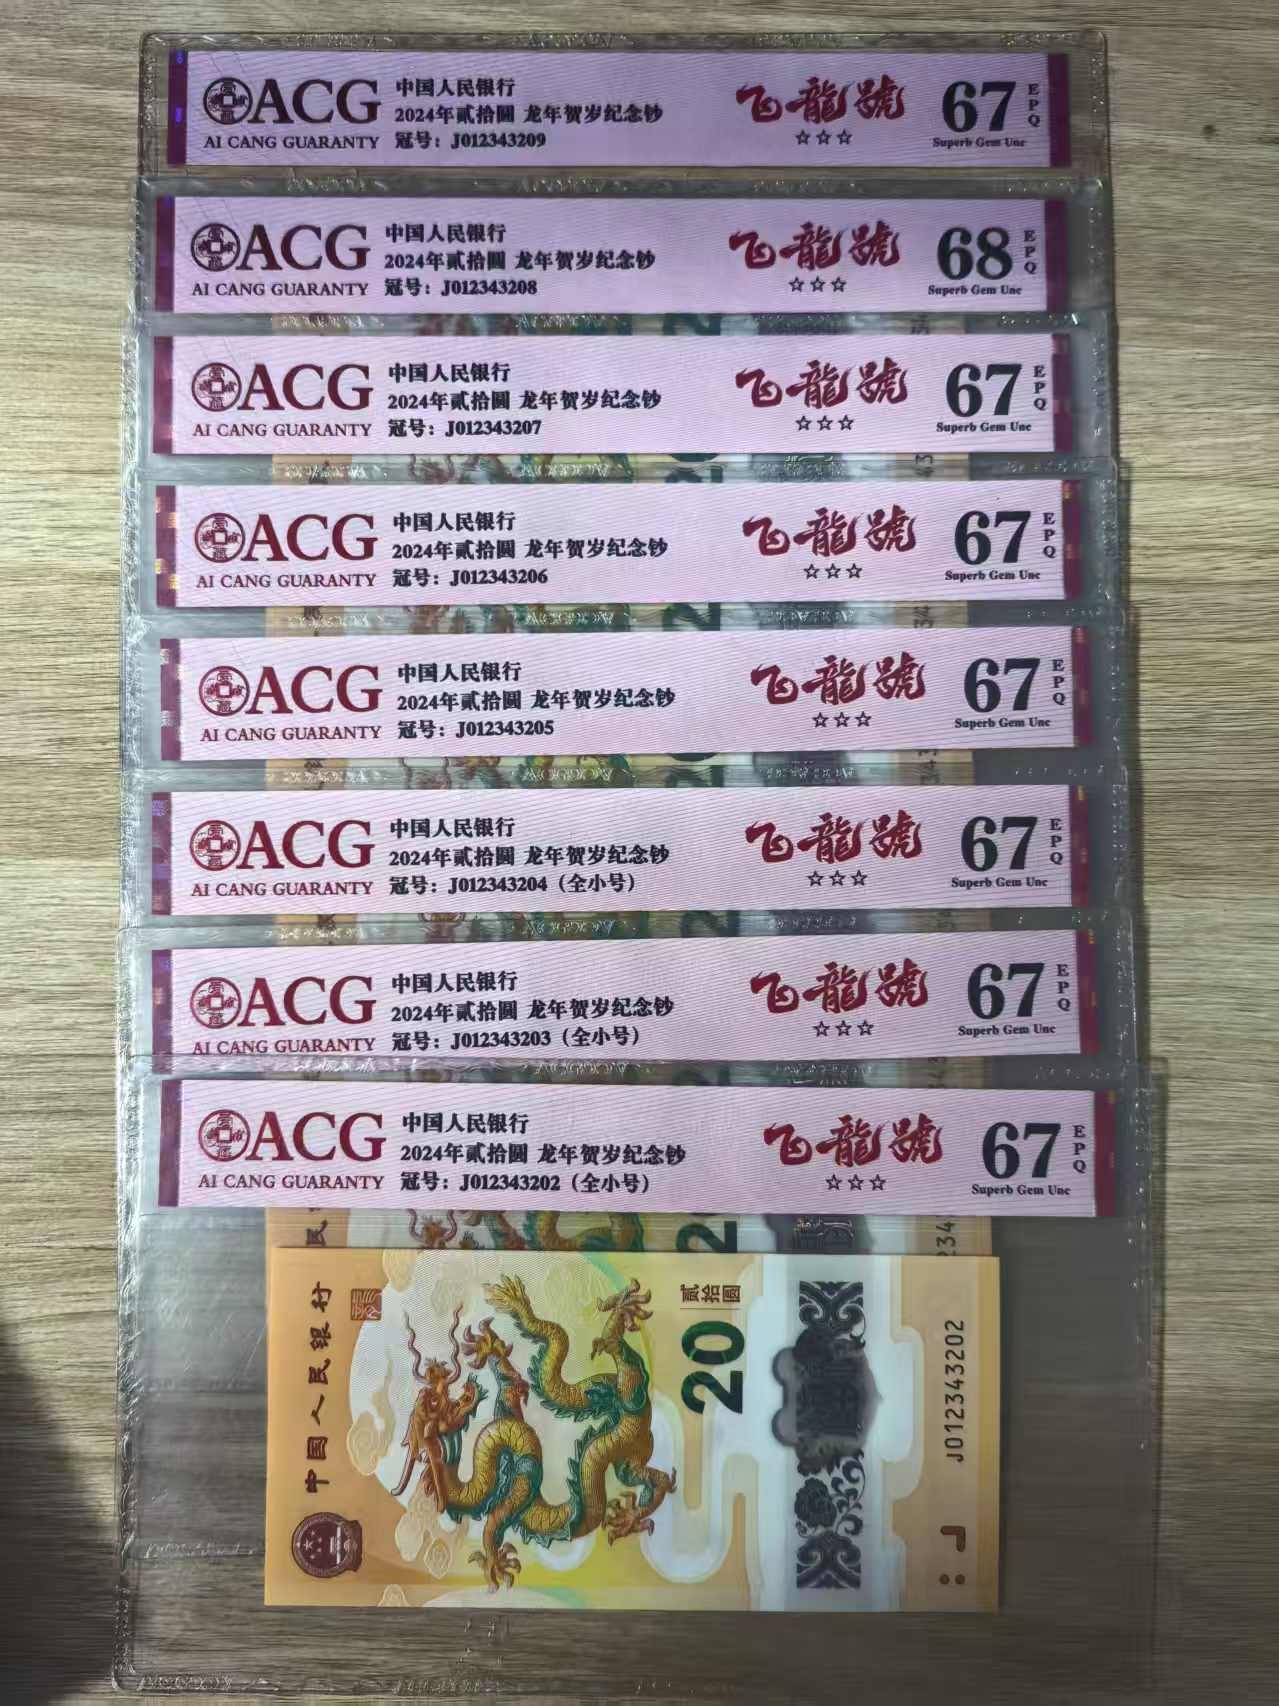 ACG
AI CANG GUARANTY
中国人民银行
2024年貳拾圆 龙年贺岁纪念钞
冠号：J012343209
飞龍號
☆☆☆
67
EPQ
Superb Gem Unc
ACG
AI CANG GUARANTY
中国人民银行
2024年貳拾圆 龙年贺岁纪念钞
冠号：J012343208
飞龍號
☆☆☆
68
EPQ
Superb Gem Unc
ACG
AI CANG GUARANTY
中国人民银行
2024年貳拾圆 龙年贺岁纪念钞
冠号：J012343207
飞龍號
☆☆☆
67
EPQ
Superb Gem Unc
ACG
AI CANG GUARANTY
中国人民银行
2024年貳拾圆 龙年贺岁纪念钞
冠号：J012343206
飞龍號
☆☆☆
67
EPQ
Superb Gem Unc
ACG
AI CANG GUARANTY
中国人民银行
2024年貳拾圆 龙年贺岁纪念钞
冠号：J012343205
飞龍號
☆☆☆
67
EPQ
Superb Gem Unc
ACG
AI CANG GUARANTY
中国人民银行
2024年貳拾圆 龙年贺岁纪念钞
冠号：J012343204（全小号）
飞龍號
☆☆☆
67
EPQ
Superb Gem Unc
ACG
AI CANG GUARANTY
中国人民银行
2024年貳拾圆 龙年贺岁纪念钞
冠号：J012343203（全小号）
飞龍號
☆☆☆
67
EPQ
Superb Gem Unc
ACG
AI CANG GUARANTY
中国人民银行
2024年貳拾圆 龙年贺岁纪念钞
冠号：J012343202（全小号）
飞龍號
☆☆☆
67
EPQ
Superb Gem Unc
中国人民银行
贰拾圆
20
J012343202